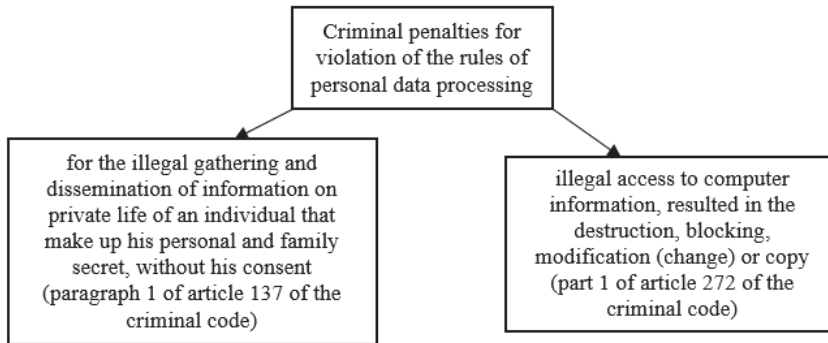 Criminal penalties for
violation of the rules of
personal data processing
for the illegal gathering and
dissemination of information on
private life of an individual that
make up his personal and family
secret, without his consent
(paragraph 1 of article 137 of the
criminal code)
illegal access to computer
information, resulted in the
destruction, blocking,
modification (change) or copy
(part 1 of article 272 of the
criminal code)